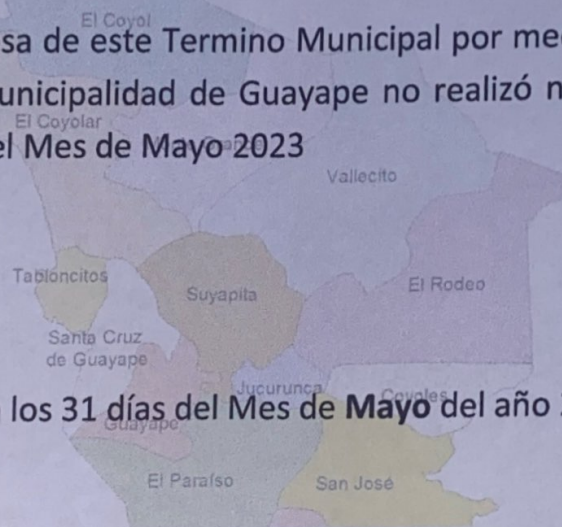 El Coyol
sa de este Termino Municipal por me
unicipalidad de Guayape no realizó n
El Coyolar
el Mes de Mayo 2023
Vallecito
Tabloncitos
Suyapita
El Rodeo
Santa Cruz
de Guayape
Jucurunca
los 31 días del Mes de Mayo del año
Guayape
El Paraíso
San José